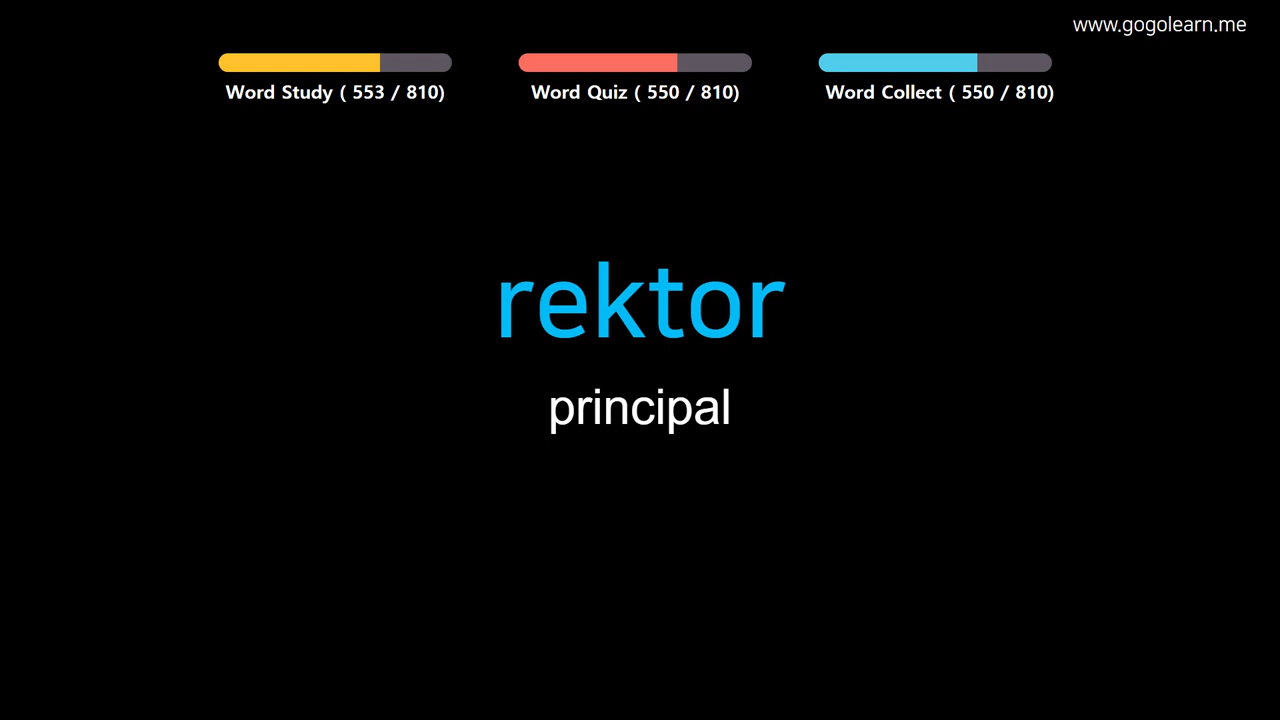 www.gogolearn.me
Word Study ( 553 / 810)
Word Quiz ( 550 / 810)
Word Collect ( 550 / 810)
rektor
principal